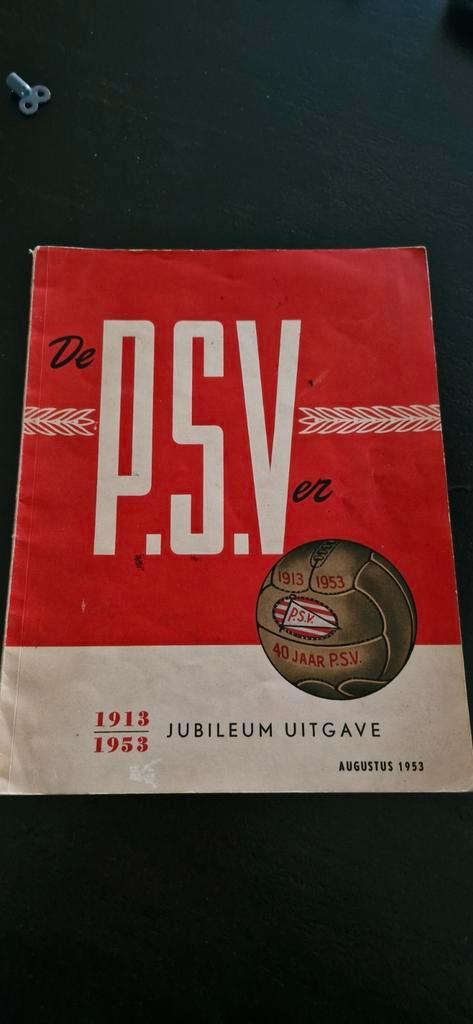 De P.S.V er
1913 1953
P.S.V.
40 JAAR P.S.V.
1913
1953
JUBILEUM UITGAVE
AUGUSTUS 1953